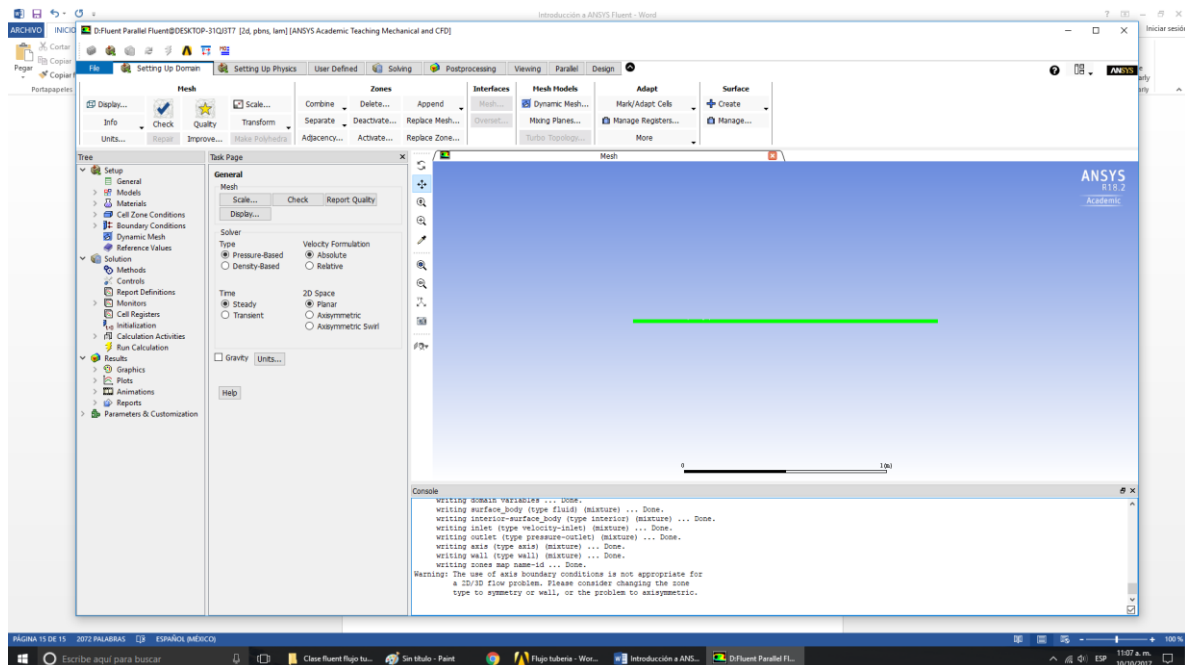 Introducción a ANSYS Fluent - Word
ARCHIVO INICIO
D:Fluent Parallel Fluent@DESKTOP-31QJ3T7 [2d, pbns, lam] [ANSYS Academic Teaching Mechanical and CFD]
Iniciar sesión
Pegar
Cortar
Copiar
Copiar f
Portapapeles
File Setting Up Domain Setting Up Physics User Defined Solving Postprocessing Viewing Parallel Design
ANSYS
Mesh Zones Interfaces Mesh Models Adapt Surface
Display... Scale... Combine Delete... Append Mesh... Dynamic Mesh... Mark/Adapt Cells Create
Info Check Quality Transform Separate Deactivate... Replace Mesh... Overset... Mixing Planes... Manage Registers... Manage...
Units... Repair Improve... Make Polyhedra Adjacency... Activate... Replace Zone... Turbo Topology... More
Tree
Setup
General
Models
Materials
Cell Zone Conditions
Boundary Conditions
Dynamic Mesh
Reference Values
Solution
Methods
Controls
Report Definitions
Monitors
Cell Registers
Initialization
Calculation Activities
Run Calculation
Results
Graphics
Plots
Animations
Reports
Parameters & Customization
Task Page
General
Mesh
Scale... Check Report Quality
Display...
Solver
Type Velocity Formulation
Pressure-Based Absolute
Density-Based Relative
Time 2D Space
Steady Planar
Transient Axisymmetric
Axisymmetric Swirl
Gravity Units...
Help
Mesh
ANSYS
R18.2
Academic
0 1 (m)
Console
writing domain variables ... Done.
writing surface_body (type fluid) (mixture) ... Done.
writing interior-surface_body (type interior) (mixture) ... Done.
writing inlet (type velocity-inlet) (mixture) ... Done.
writing outlet (type pressure-outlet) (mixture) ... Done.
writing axis (type axis) (mixture) ... Done.
writing wall (type wall) (mixture) ... Done.
writing zones map name-id ... Done.
Warning: The use of axis boundary conditions is not appropriate for
a 2D/3D flow problem. Please consider changing the zone
type to symmetry or wall, or the problem to axisymmetric.
PÁGINA 15 DE 15 2072 PALABRAS ESPAÑOL (MÉXICO) 100 %
Escribe aquí para buscar Clase fluent flujo tu... Sin título - Paint Flujo tuberia - Wor... Introducción a ANS... D:Fluent Parallel Fl... ESP 11:07 a. m.
10/10/2017